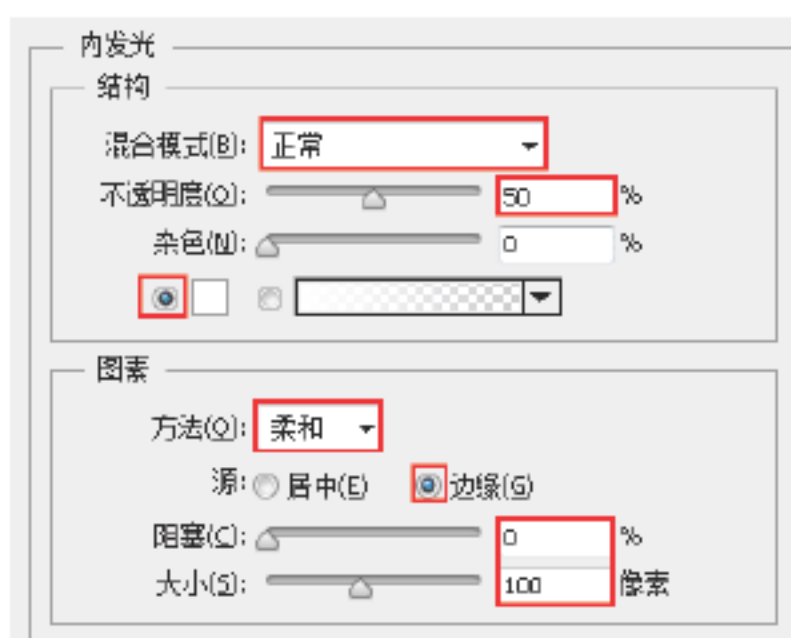 内发光
结构
混合模式(B): 正常
不透明度(O): 50 %
杂色(N): 0 %
图素
方法(Q): 柔和
源: 居中(E) 边缘(G)
阻塞(C): 0 %
大小(S): 100 像素